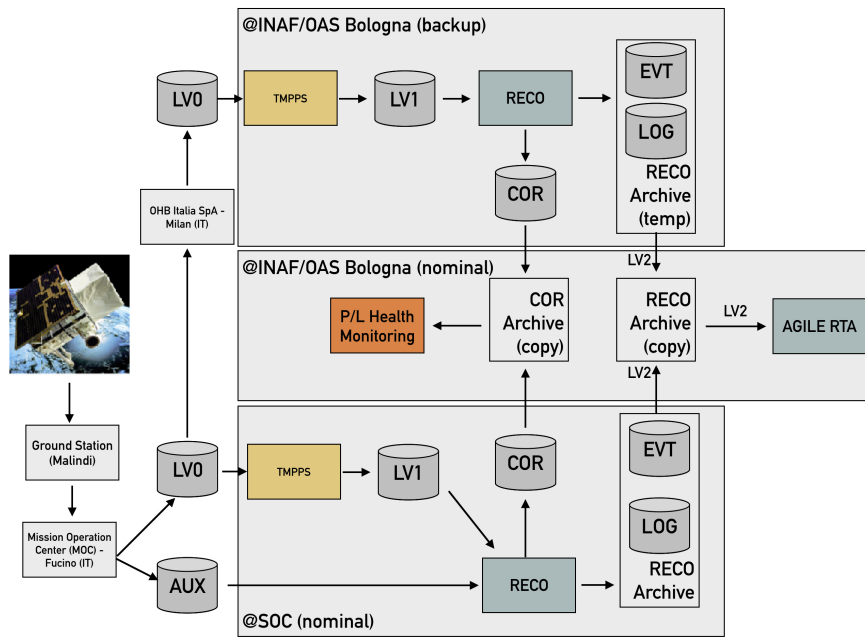 @INAF/OAS Bologna (backup)
LV0
TMPPS
LV1
RECO
EVT
LOG
RECO
Archive
(temp)
COR
OHB Italia SpA -
Milan (IT)
LV2
@INAF/OAS Bologna (nominal)
P/L Health
Monitoring
COR
Archive
(copy)
RECO
Archive
(copy)
LV2
AGILE RTA
LV2
Ground Station
(Malindi)
LV0
TMPPS
LV1
COR
EVT
LOG
RECO
Archive
Mission Operation
Center (MOC) -
Fucino (IT)
AUX
RECO
@SOC (nominal)